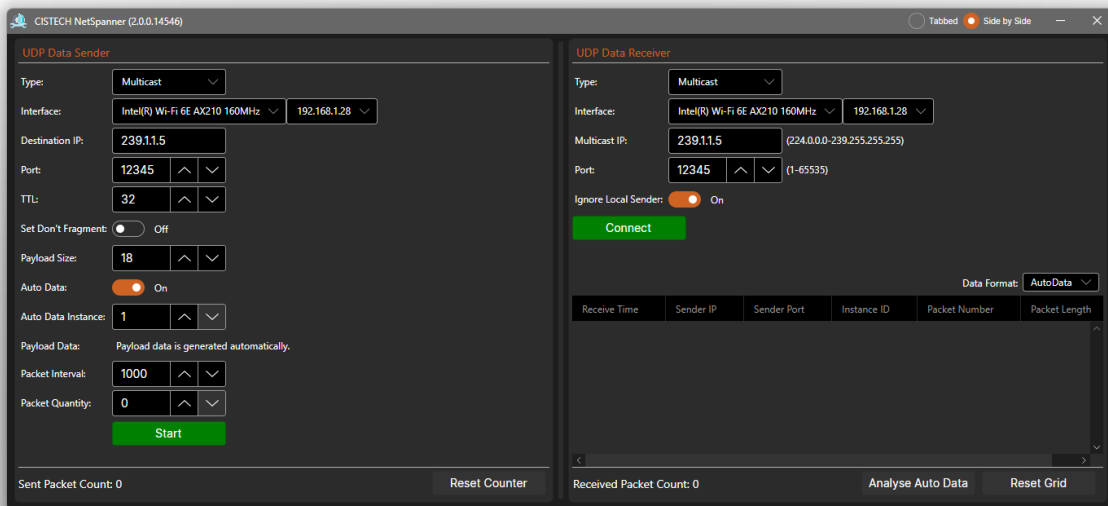 CISTECH NetSpanner (2.0.0.14546)
Tabbed Side by Side
UDP Data Sender
Type: Multicast
Interface: Intel(R) Wi-Fi 6E AX210 160MHz 192.168.1.28
Destination IP: 239.1.1.5
Port: 12345
TTL: 32
Set Don't Fragment: Off
Payload Size: 18
Auto Data: On
Auto Data Instance: 1
Payload Data: Payload data is generated automatically.
Packet Interval: 1000
Packet Quantity: 0
Start
Sent Packet Count: 0 Reset Counter
UDP Data Receiver
Type: Multicast
Interface: Intel(R) Wi-Fi 6E AX210 160MHz 192.168.1.28
Multicast IP: 239.1.1.5 (224.0.0.0-239.255.255.255)
Port: 12345 (1-65535)
Ignore Local Sender: On
Connect
Data Format: AutoData
Receive Time Sender IP Sender Port Instance ID Packet Number Packet Length
Received Packet Count: 0 Analyse Auto Data Reset Grid